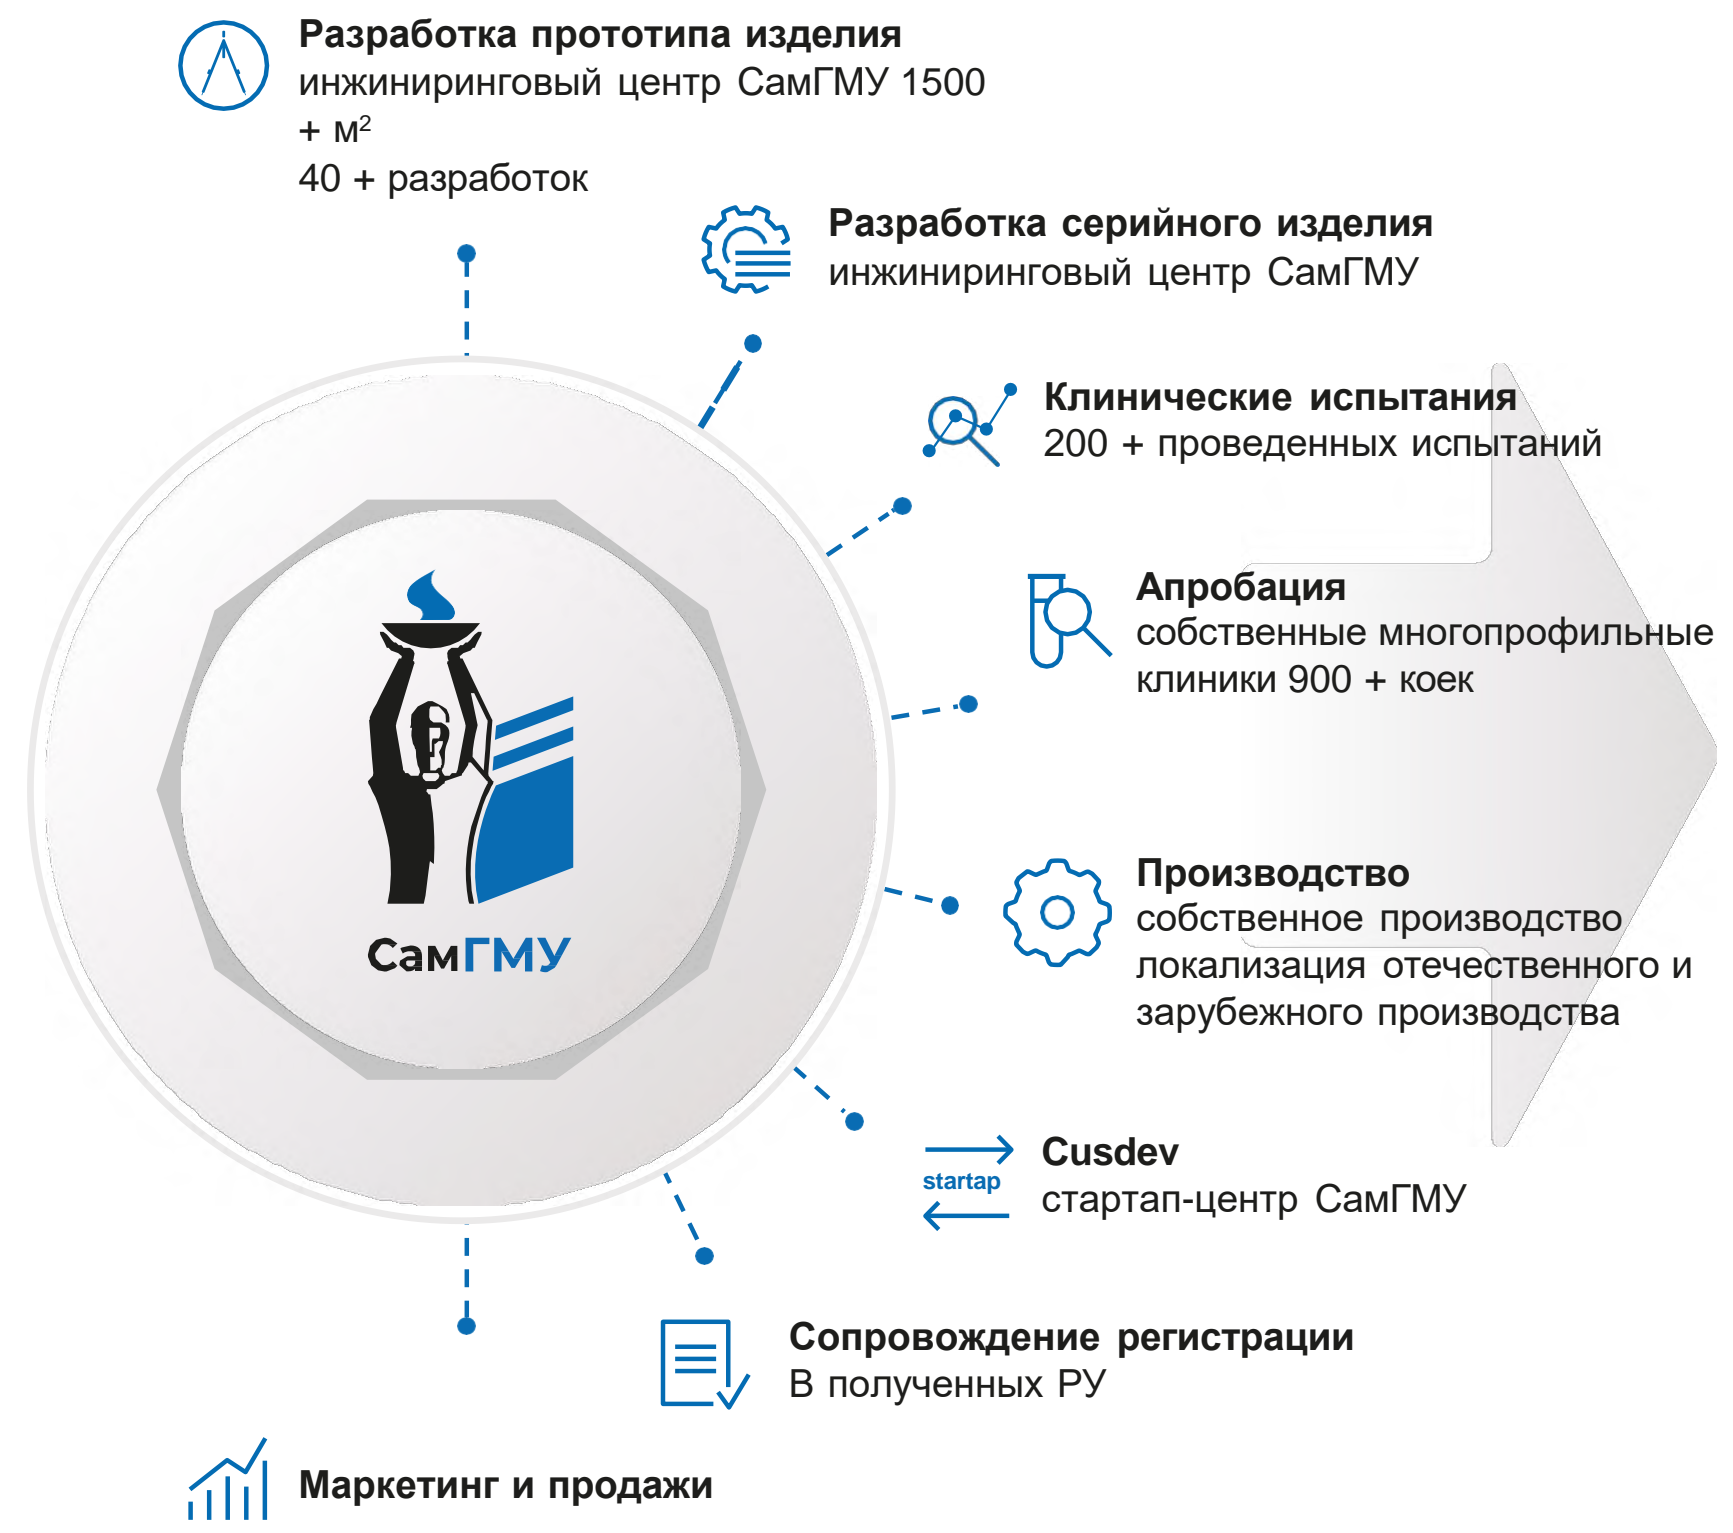 Разработка прототипа изделия
инжиниринговый центр СамГМУ 1500
+ м²
40 + разработок
Разработка серийного изделия
инжиниринговый центр СамГМУ
Клинические испытания
200 + проведенных испытаний
Апробация
собственные многопрофильные
клиники 900 + коек
СамГМУ
Производство
собственное производство
локализация отечественного и
зарубежного производства
startap
Cusdev
стартап-центр СамГМУ
Сопровождение регистрации
В полученных РУ
Маркетинг и продажи